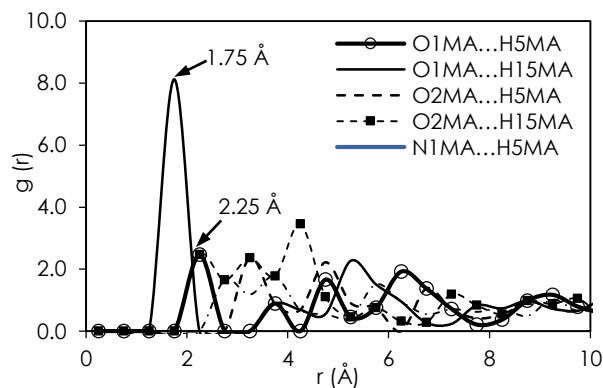 10.0
8.0
6.0
4.0
2.0
0.0
g (r)
1.75 Å
2.25 Å
O1MA...H5MA
O1MA...H15MA
O2MA...H5MA
O2MA...H15MA
N1MA...H5MA
0 2 4 6 8 10
r (Å)